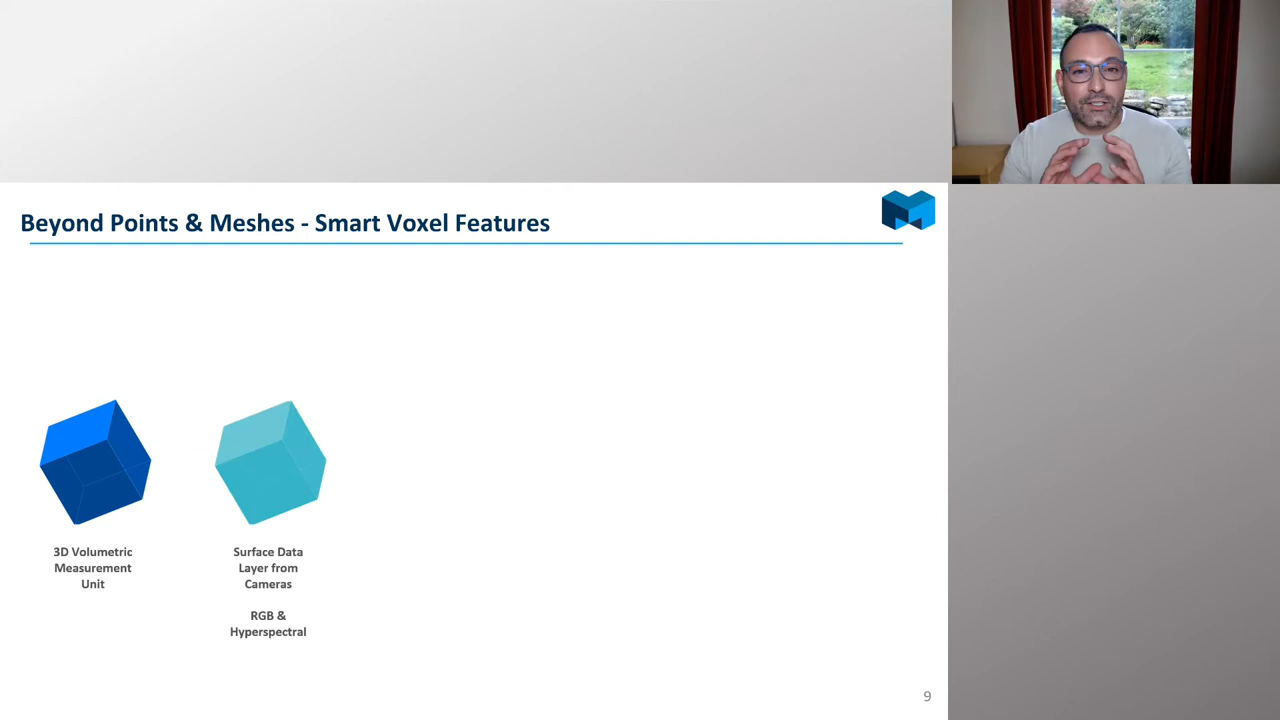 Beyond Points & Meshes - Smart Voxel Features
3D Volumetric
Measurement
Unit
Surface Data
Layer from
Cameras
RGB &
Hyperspectral
9